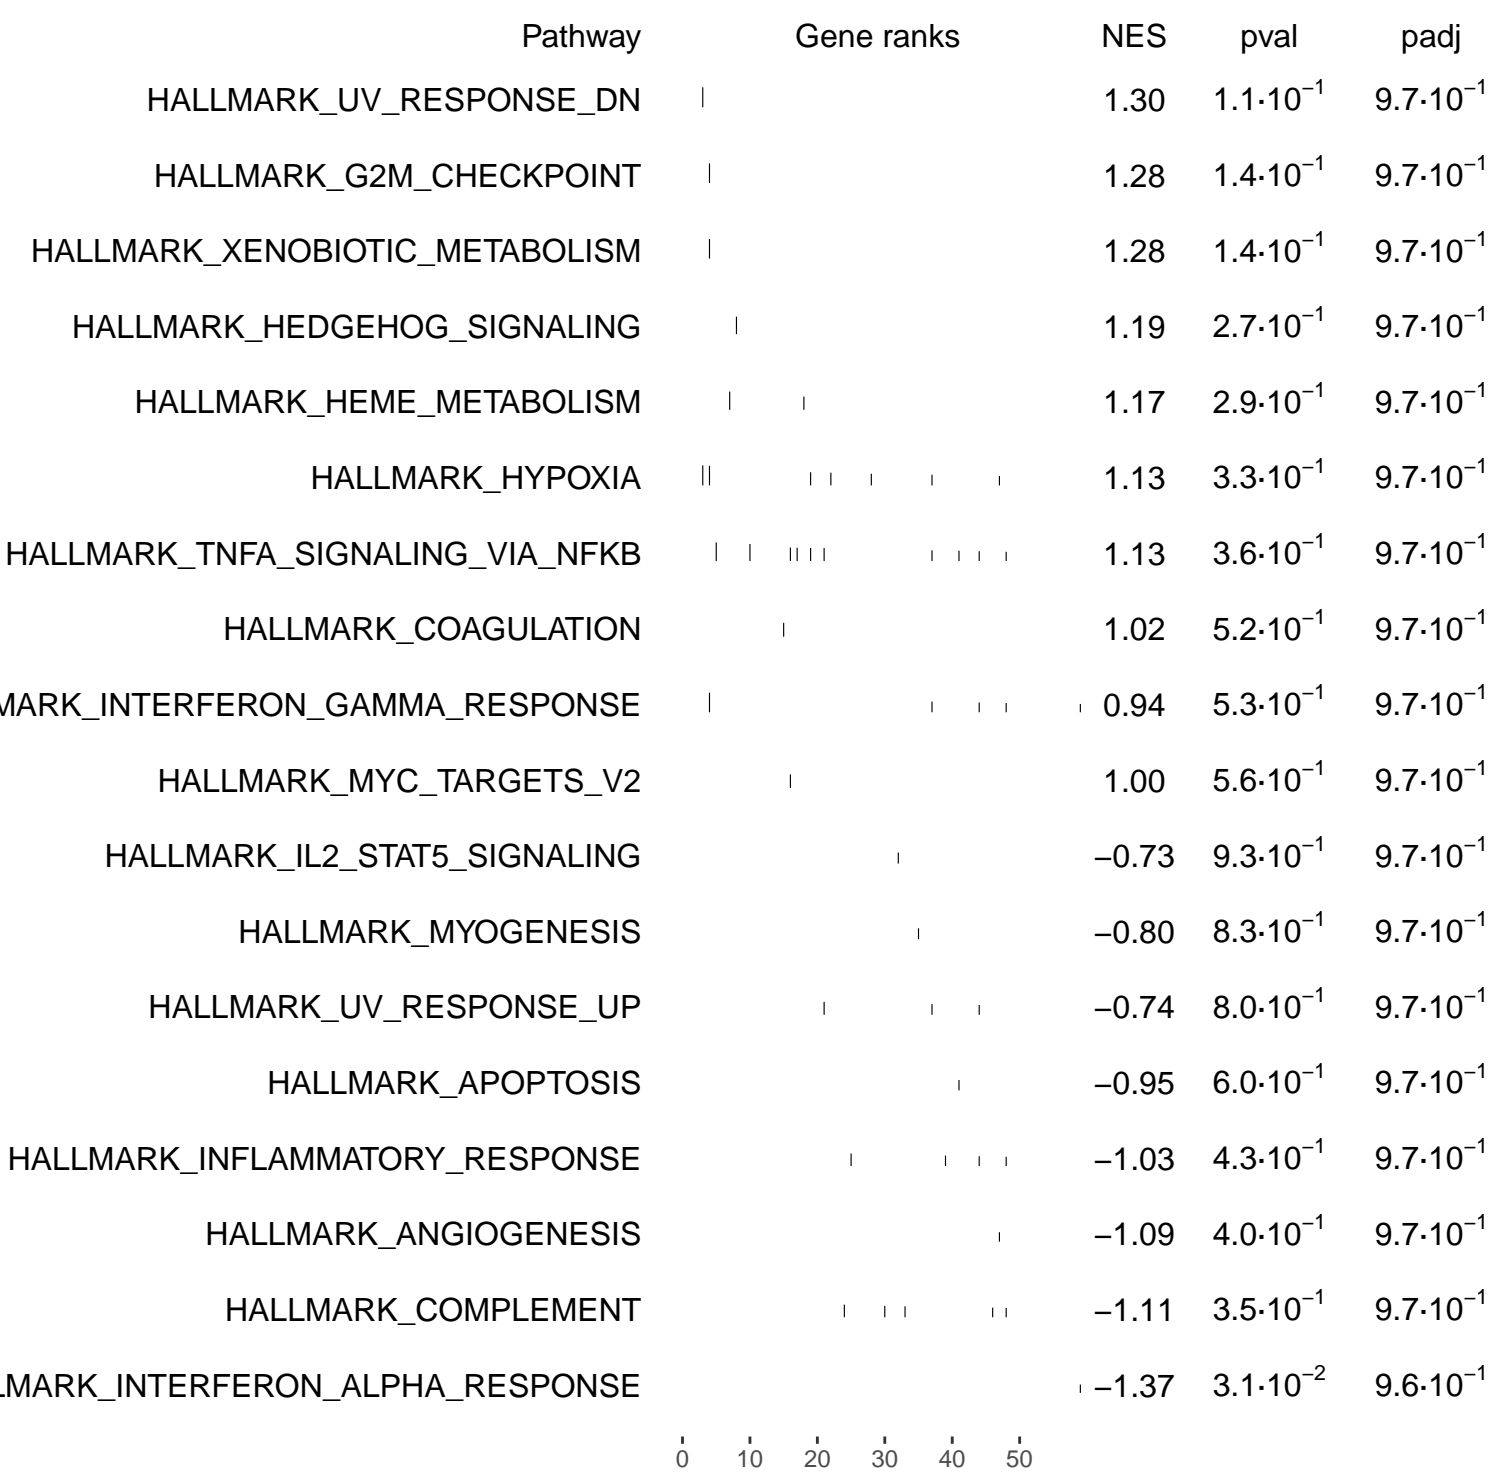 Pathway Gene ranks NES pval padj
HALLMARK_UV_RESPONSE_DN 1.30 1.1·10⁻¹ 9.7·10⁻¹
HALLMARK_G2M_CHECKPOINT 1.28 1.4·10⁻¹ 9.7·10⁻¹
HALLMARK_XENOBIOTIC_METABOLISM 1.28 1.4·10⁻¹ 9.7·10⁻¹
HALLMARK_HEDGEHOG_SIGNALING 1.19 2.7·10⁻¹ 9.7·10⁻¹
HALLMARK_HEME_METABOLISM 1.17 2.9·10⁻¹ 9.7·10⁻¹
HALLMARK_HYPOXIA 1.13 3.3·10⁻¹ 9.7·10⁻¹
HALLMARK_TNFA_SIGNALING_VIA_NFKB 1.13 3.6·10⁻¹ 9.7·10⁻¹
HALLMARK_COAGULATION 1.02 5.2·10⁻¹ 9.7·10⁻¹
MARK_INTERFERON_GAMMA_RESPONSE 0.94 5.3·10⁻¹ 9.7·10⁻¹
HALLMARK_MYC_TARGETS_V2 1.00 5.6·10⁻¹ 9.7·10⁻¹
HALLMARK_IL2_STAT5_SIGNALING −0.73 9.3·10⁻¹ 9.7·10⁻¹
HALLMARK_MYOGENESIS −0.80 8.3·10⁻¹ 9.7·10⁻¹
HALLMARK_UV_RESPONSE_UP −0.74 8.0·10⁻¹ 9.7·10⁻¹
HALLMARK_APOPTOSIS −0.95 6.0·10⁻¹ 9.7·10⁻¹
HALLMARK_INFLAMMATORY_RESPONSE −1.03 4.3·10⁻¹ 9.7·10⁻¹
HALLMARK_ANGIOGENESIS −1.09 4.0·10⁻¹ 9.7·10⁻¹
HALLMARK_COMPLEMENT −1.11 3.5·10⁻¹ 9.7·10⁻¹
LMARK_INTERFERON_ALPHA_RESPONSE −1.37 3.1·10⁻² 9.6·10⁻¹
0 10 20 30 40 50